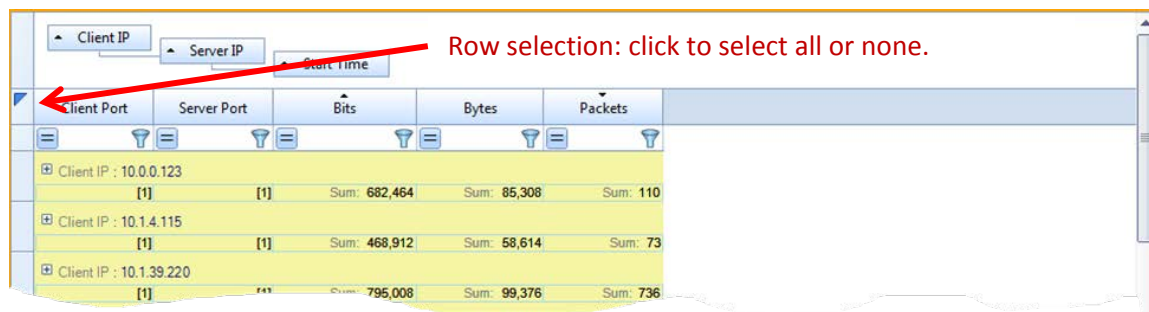 Client IP
Server IP
Start Time
Row selection: click to select all or none.
Client Port Server Port Bits Bytes Packets
Client IP : 10.0.0.123
[1] [1] Sum: 682,464 Sum: 85,308 Sum: 110
Client IP : 10.1.4.115
[1] [1] Sum: 468,912 Sum: 58,614 Sum: 73
Client IP : 10.1.39.220
[1] [1] Sum: 795,008 Sum: 99,376 Sum: 736